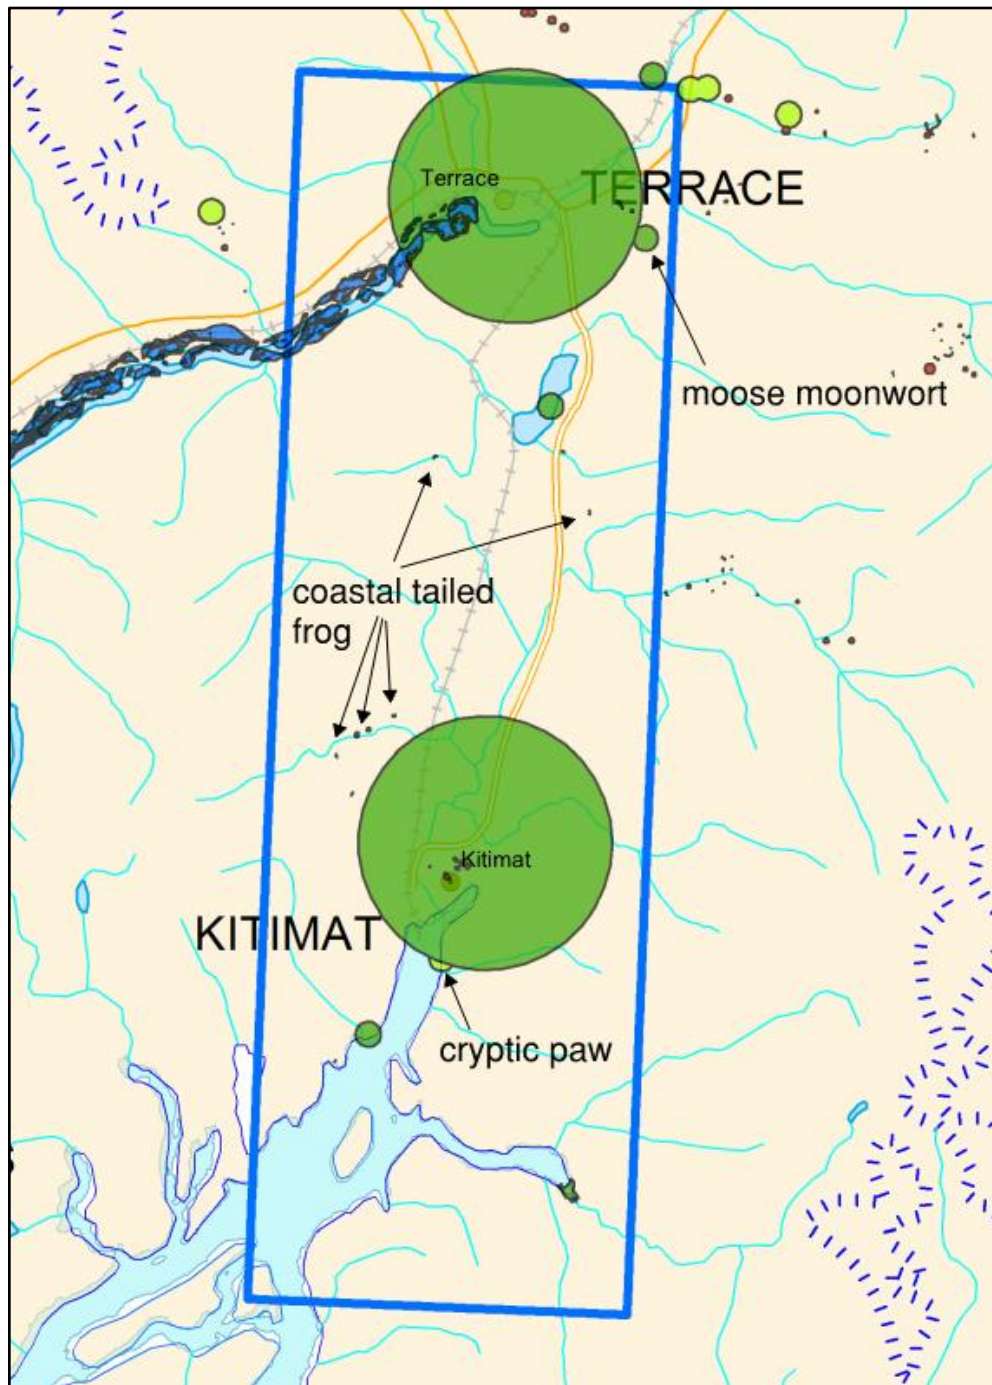 Terrace
TERRACE
moose moonwort
coastal tailed
frog
Kitimat
KITIMAT
cryptic paw